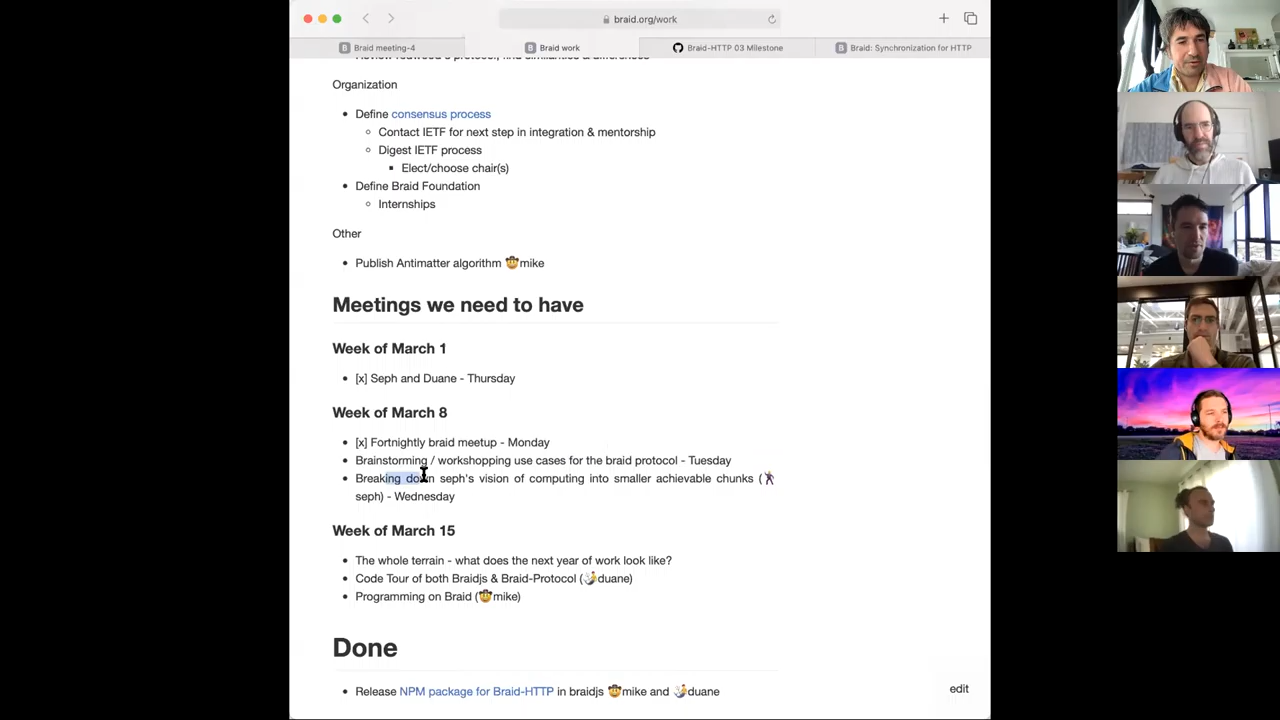 braid.org/work
Braid meeting-4
Braid work
Braid-HTTP 03 Milestone
Braid: Synchronization for HTTP
Organization
Define consensus process
Contact IETF for next step in integration & mentorship
Digest IETF process
Elect/choose chair(s)
Define Braid Foundation
Internships
Other
Publish Antimatter algorithm 🤠mike
Meetings we need to have
Week of March 1
[x] Seph and Duane - Thursday
Week of March 8
[x] Fortnightly braid meetup - Monday
Brainstorming / workshopping use cases for the braid protocol - Tuesday
Breaking down seph's vision of computing into smaller achievable chunks (🕺
seph) - Wednesday
Week of March 15
The whole terrain - what does the next year of work look like?
Code Tour of both Braidjs & Braid-Protocol (🤽duane)
Programming on Braid (🤠mike)
Done
Release NPM package for Braid-HTTP in braidjs 🤠mike and 🤽duane
edit